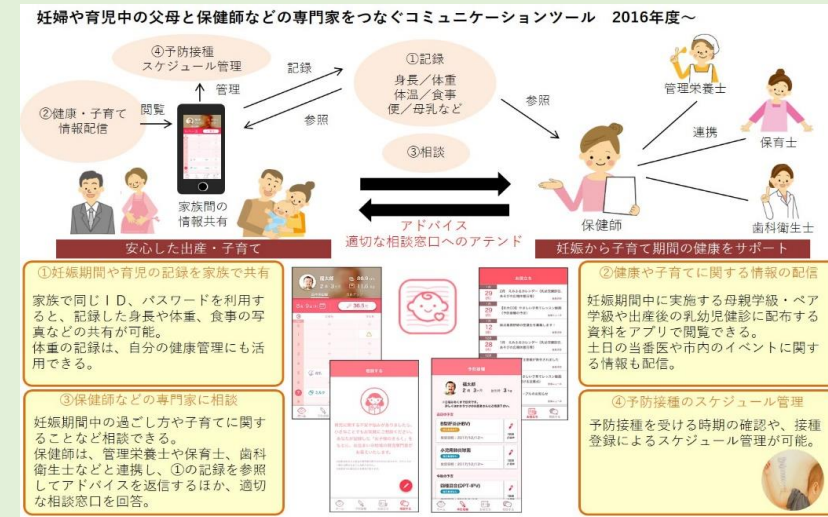 妊婦や育児中の父母と保健師などの専門家をつなぐコミュニケーションツール　2016年度～
④予防接種
スケジュール管理
管理
②健康・子育て
情報配信
閲覧
記録
参照
①記録
身長／体重
体温／食事
便／母乳など
参照
③相談
アドバイス
適切な相談窓口へのアテンド
家族間の
情報共有
管理栄養士
連携
保育士
保健師
歯科衛生士
安心した出産・子育て
妊娠から子育て期間の健康をサポート
①妊娠期間や育児の記録を家族で共有
家族で同じＩＤ、パスワードを利用す
ると、記録した身長や体重、食事の写
真などの共有が可能。
体重の記録は、自分の健康管理にも活
用できる。
③保健師などの専門家に相談
妊娠期間中の過ごし方や子育てに関す
ることなど相談できる。
保健師は、管理栄養士や保育士、歯科
衛生士などと連携し、①の記録を参照
してアドバイスを返信するほか、適切
な相談窓口を回答。
②健康や子育てに関する情報の配信
妊娠期間中に実施する母親学級・ペア
学級や出産後の乳幼児健診に配布する
資料をアプリで閲覧できる。
土日の当番医や市内のイベントに関す
る情報も配信。
④予防接種のスケジュール管理
予防接種を受ける時期の確認や、接種
登録によるスケジュール管理が可能。